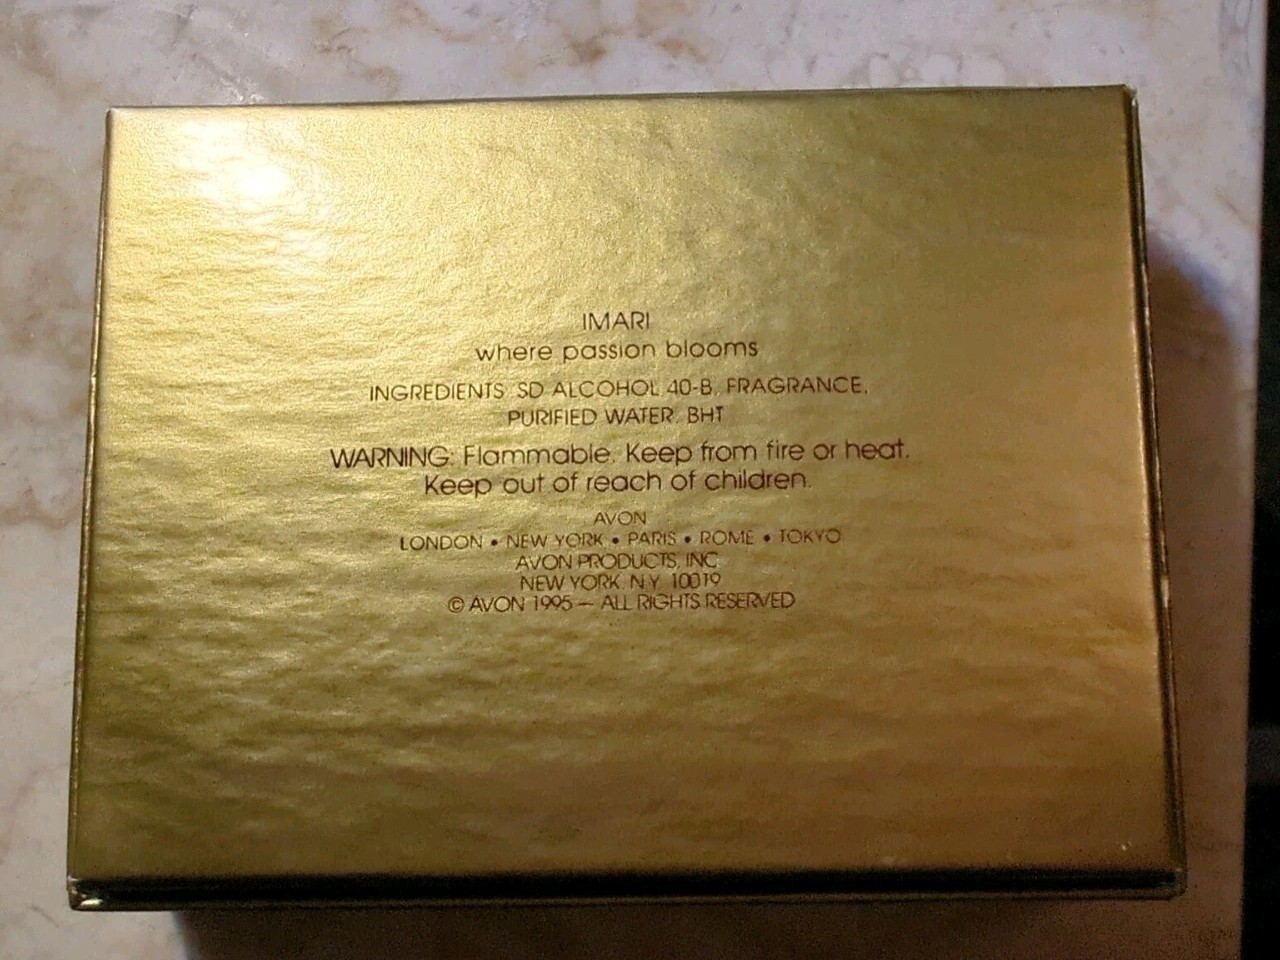 IMARI
where passion blooms
INGREDIENTS SD ALCOHOL 40-B, FRAGRANCE,
PURIFIED WATER, BHT
WARNING: Flammable. Keep from fire or heat.
Keep out of reach of children.
AVON
LONDON • NEW YORK • PARIS • ROME • TOKYO
AVON PRODUCTS, INC
NEW YORK, N.Y. 10019
© AVON 1995 — ALL RIGHTS RESERVED